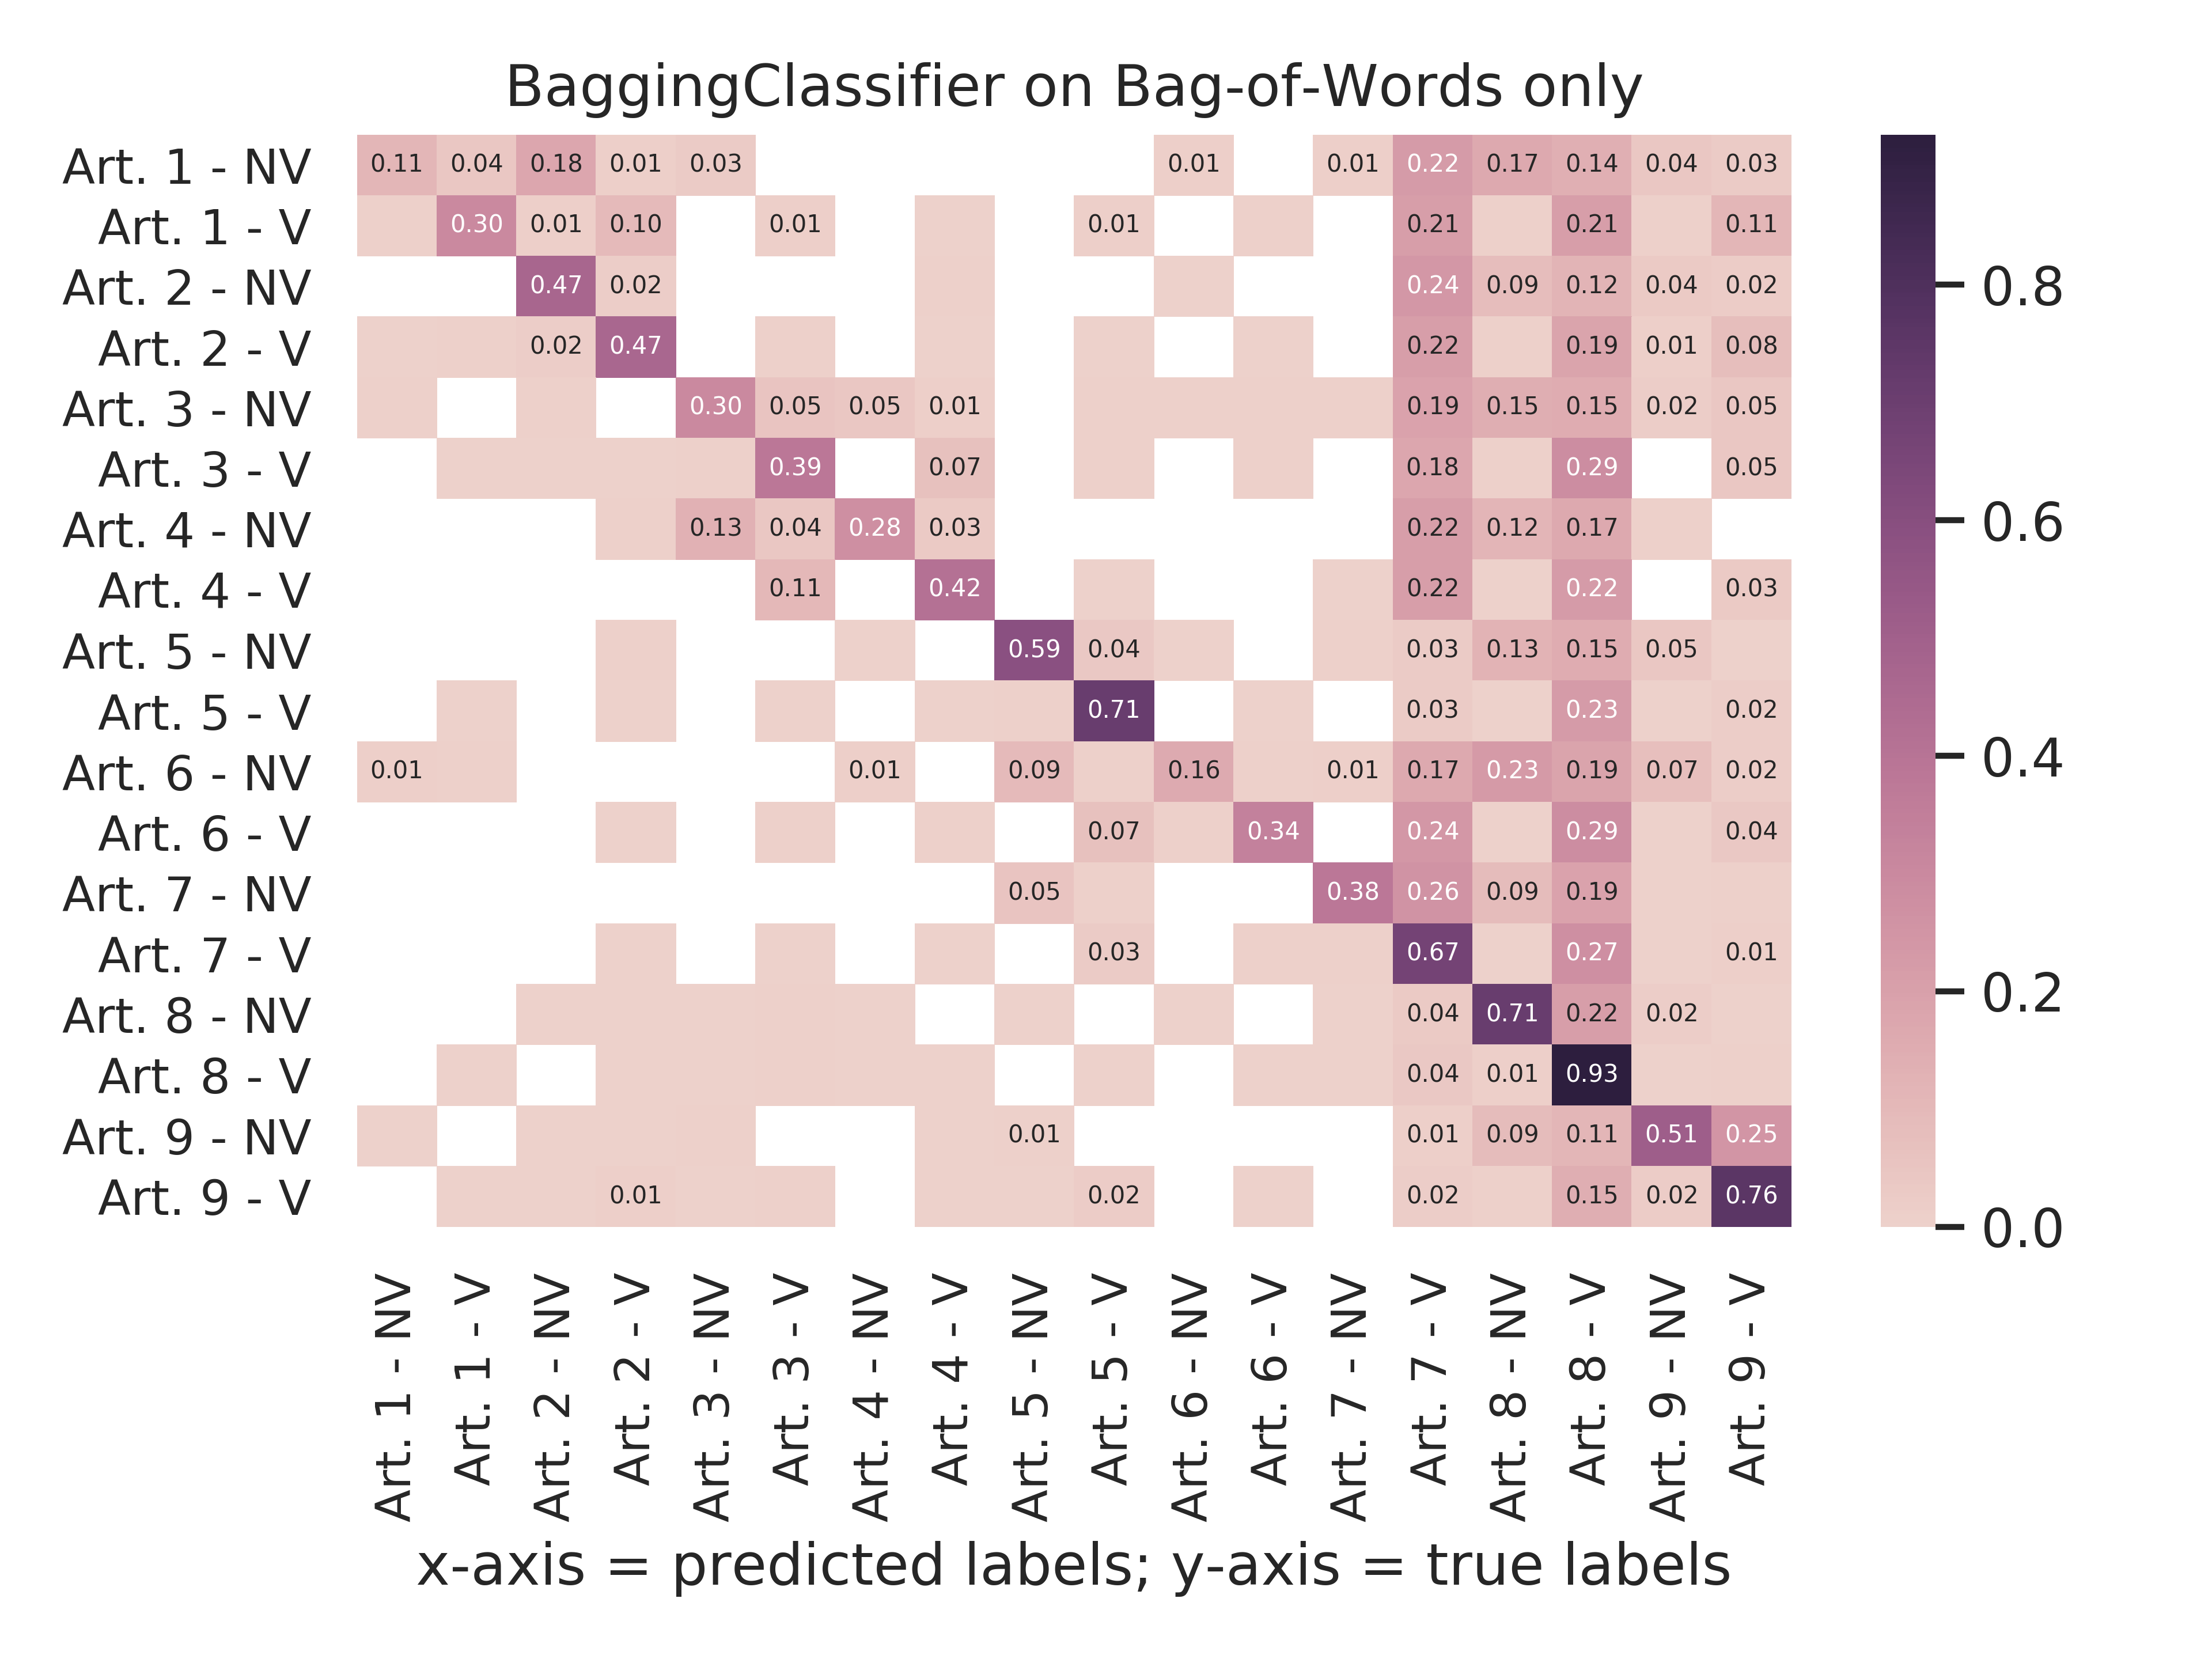 BaggingClassifier on Bag-of-Words only
Art. 1 - NV 0.11 0.04 0.18 0.01 0.03 0.01 0.01 0.22 0.17 0.14 0.04 0.03
Art. 1 - V 0.30 0.01 0.10 0.01 0.01 0.21 0.21 0.11
Art. 2 - NV 0.47 0.02 0.24 0.09 0.12 0.04 0.02
0.8
Art. 2 - V 0.02 0.47 0.22 0.19 0.01 0.08
Art. 3 - NV 0.30 0.05 0.05 0.01 0.19 0.15 0.15 0.02 0.05
Art. 3 - V 0.39 0.07 0.18 0.29 0.05
Art. 4 - NV 0.13 0.04 0.28 0.03 0.22 0.12 0.17
0.6
Art. 4 - V 0.11 0.42 0.22 0.22 0.03
Art. 5 - NV 0.59 0.04 0.03 0.13 0.15 0.05
Art. 5 - V 0.71 0.03 0.23 0.02
Art. 6 - NV 0.01 0.01 0.09 0.16 0.01 0.17 0.23 0.19 0.07 0.02
0.4
Art. 6 - V 0.07 0.34 0.24 0.29 0.04
Art. 7 - NV 0.05 0.38 0.26 0.09 0.19
Art. 7 - V 0.03 0.67 0.27 0.01
0.2
Art. 8 - NV 0.04 0.71 0.22 0.02
Art. 8 - V 0.04 0.01 0.93
Art. 9 - NV 0.01 0.01 0.09 0.11 0.51 0.25
Art. 9 - V 0.01 0.02 0.02 0.15 0.02 0.76
0.0
Art. 1 - NV
Art. 1 - V
Art. 2 - NV
Art. 2 - V
Art. 3 - NV
Art. 3 - V
Art. 4 - NV
Art. 4 - V
Art. 5 - NV
Art. 5 - V
Art. 6 - NV
Art. 6 - V
Art. 7 - NV
Art. 7 - V
Art. 8 - NV
Art. 8 - V
Art. 9 - NV
Art. 9 - V
x-axis = predicted labels; y-axis = true labels